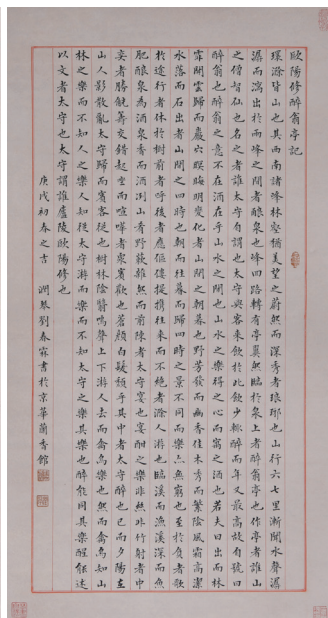 歐陽修醉翁亭記
環滁皆山也其西南諸峰林壑猶美望之蔚然而深秀者琅邪也山行六七里漸聞水聲潺
潺而瀉出於兩峰之間者釀泉也峰回路轉有亭翼然臨於泉上者醉翁亭也作亭者誰山
之僧智仙也名之者誰太守自謂也太守與客來飲於此飲少輒醉而年又最高故自號曰
醉翁也醉翁之意不在酒在乎山水之間也山水之樂得之心而寓之酒也若夫日出而林
霏開雲歸而巖穴暝晦明變化者山間之朝暮也野芳發而幽香佳木秀而繁陰風霜高潔
水落而石出者山間之四時也朝而往暮而歸四時之景不同而樂亦無窮也至於負者歌
於途行者休於樹前者呼後者應傴僂提攜往來而不絕者滁人游也臨溪而漁溪深而魚
肥釀泉為酒泉香而酒洌山肴野蔌雜然而前陳者太守宴也宴酣之樂非絲非竹射者中
奕者勝觥籌交錯起坐而喧嘩者眾賓歡也蒼顏白髮頹乎其中者太守醉也已而夕陽在
山人影散亂太守歸而賓客從也樹林陰翳鳴聲上下游人去而禽鳥樂也然而禽鳥知山
林之樂而不知人之樂人知從太守游而樂而不知太守之樂其樂也醉能同其樂醒能述
以文者太守也太守謂誰廬陵歐陽修也
庚戌初春之吉 潤琴劉春霖書於京華蘭香館